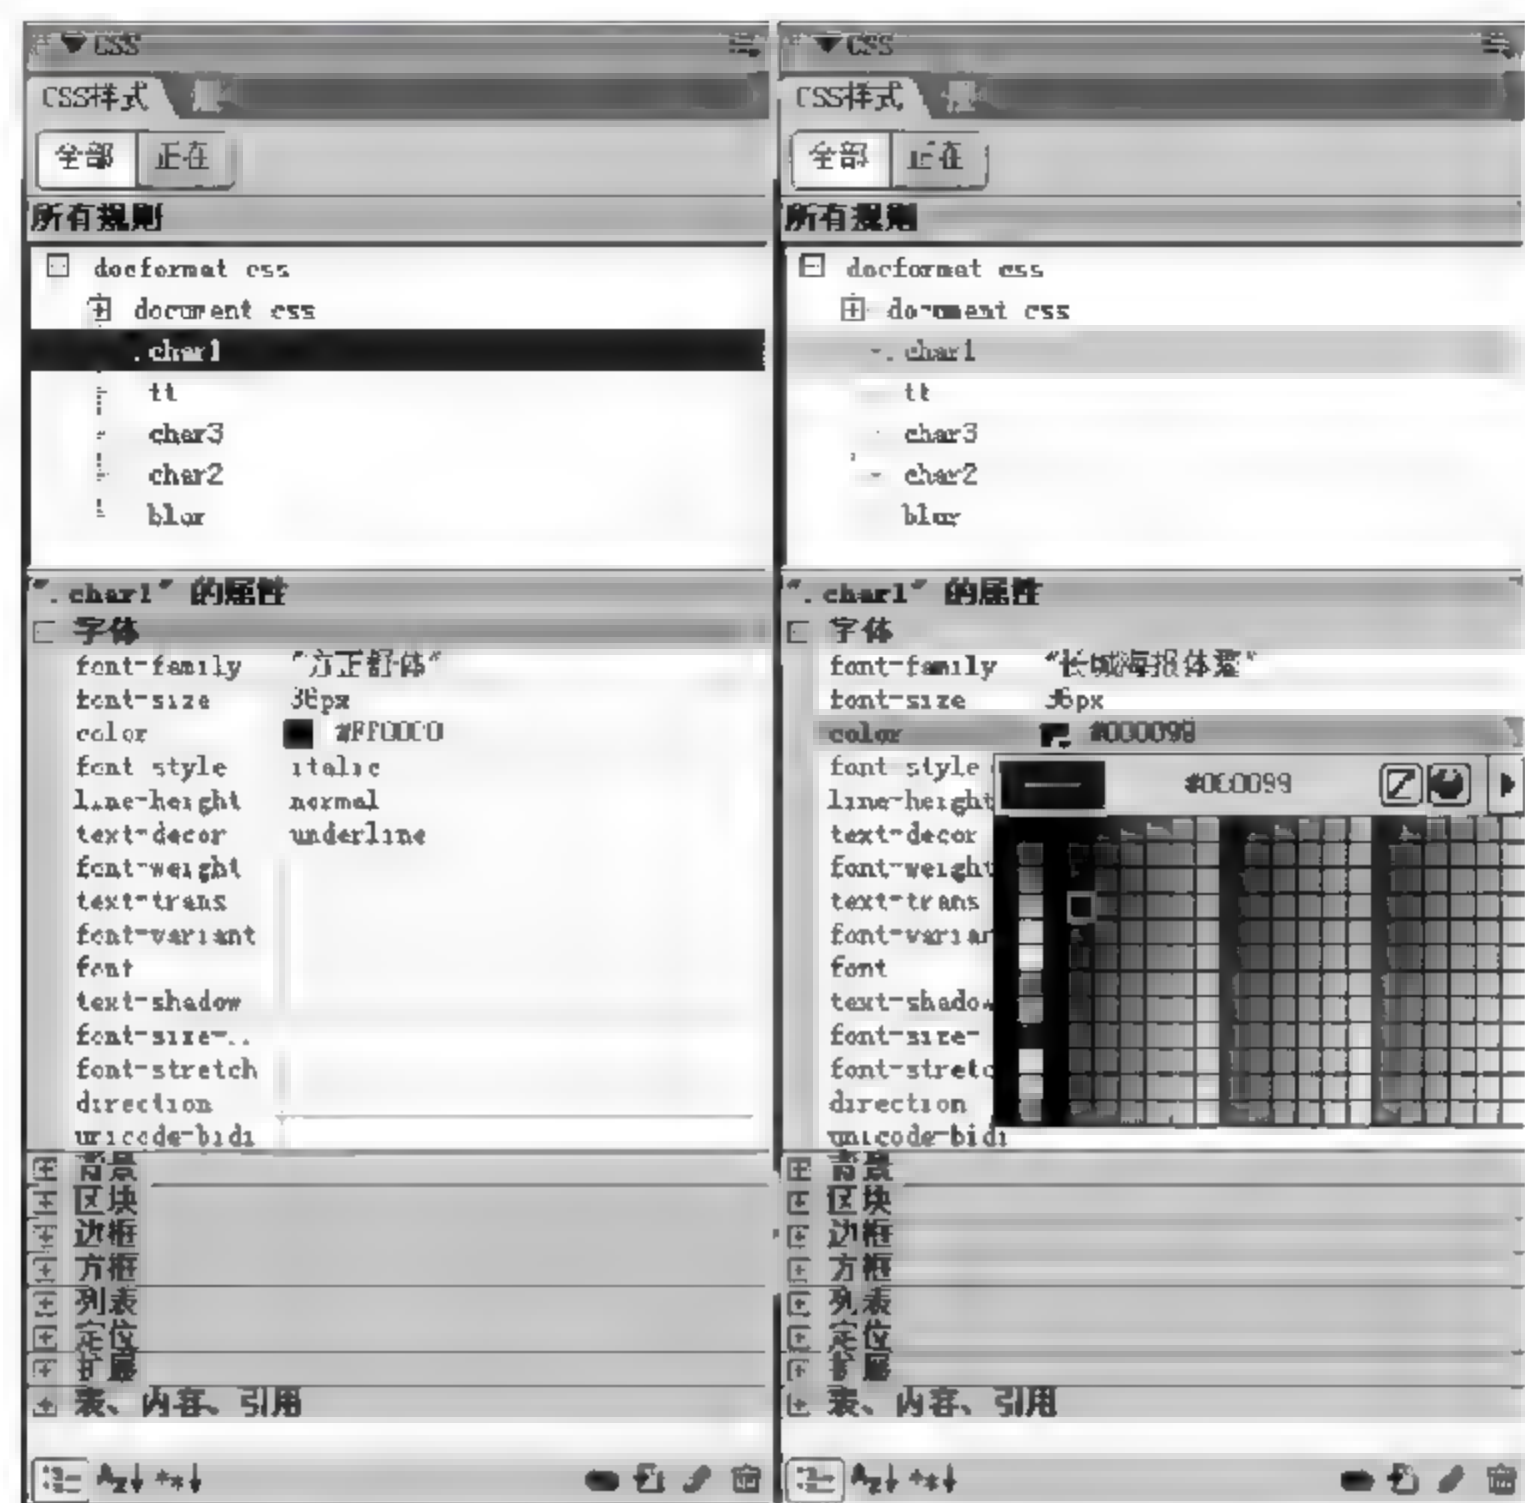 CSS
CSS样式
全部 正在
所有规则
docformat css
document css
.char1
tt
char3
char2
blur
".char1" 的属性
字体
font-family "方正舒体"
font-size 36px
color #FF0000
font style italic
line-height normal
text-decor underline
font-weight
text-trans
font-variant
font
text-shadow
font-size-..
font-stretch
direction
unicode-bidi
背景
区块
边框
方框
列表
定位
扩展
表、内容、引用
CSS
CSS样式
全部 正在
所有规则
docformat css
document css
.char1
tt
char3
char2
blur
".char1" 的属性
字体
font-family "长城海报体繁"
font-size 36px
color #000099
font-style
#000099
line-height
text-decor
font-weight
text-trans
font-varian
font
text-shadow
font-size-
font-stretc
direction
unicode-bidi
背景
区块
边框
方框
列表
定位
扩展
表、内容、引用